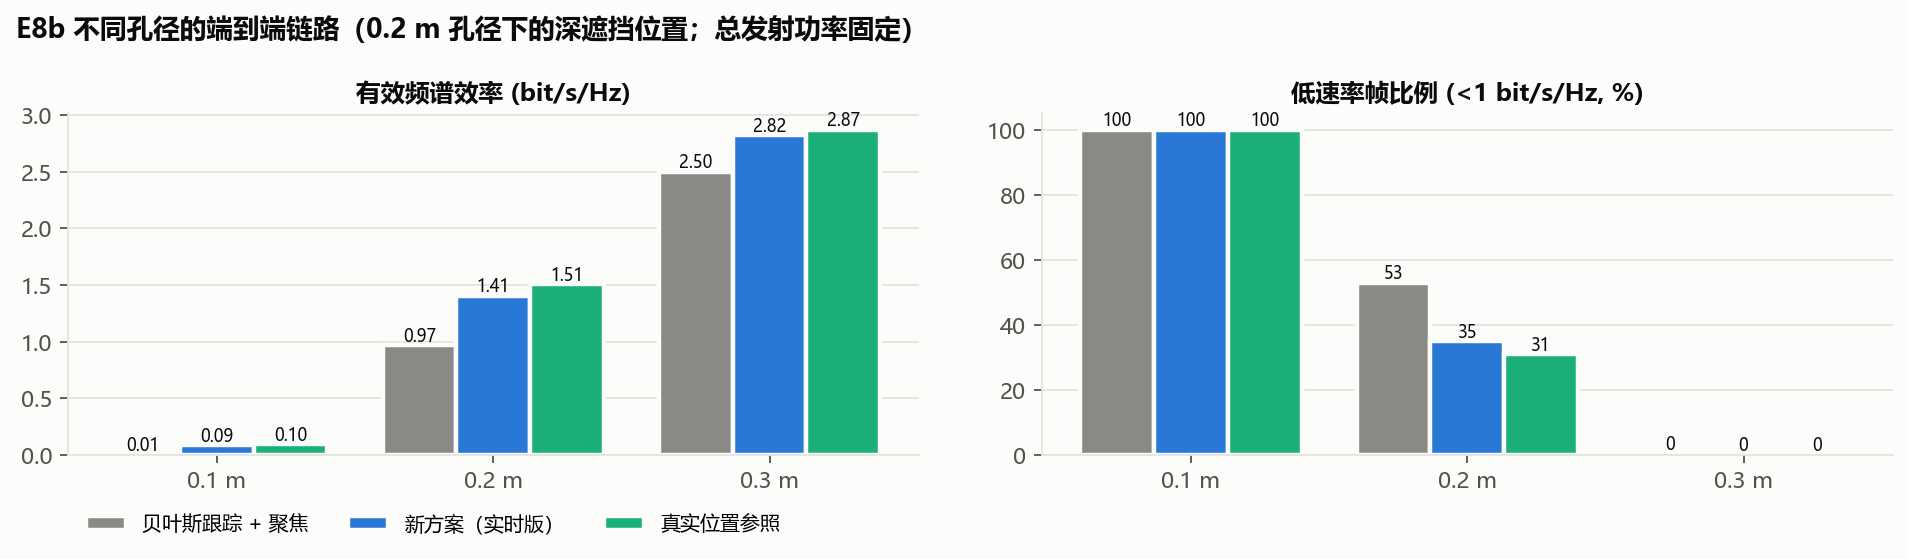 E8b 不同孔径的端到端链路（0.2 m 孔径下的深遮挡位置；总发射功率固定）
有效频谱效率 (bit/s/Hz)
3.0
2.5
2.0
1.5
1.0
0.5
0.0
0.01
0.09
0.10
0.97
1.41
1.51
2.50
2.82
2.87
0.1 m
0.2 m
0.3 m
贝叶斯跟踪 + 聚焦
新方案（实时版）
真实位置参照
低速率帧比例 (<1 bit/s/Hz, %)
100
80
60
40
20
0
100
100
100
53
35
31
0
0
0
0.1 m
0.2 m
0.3 m